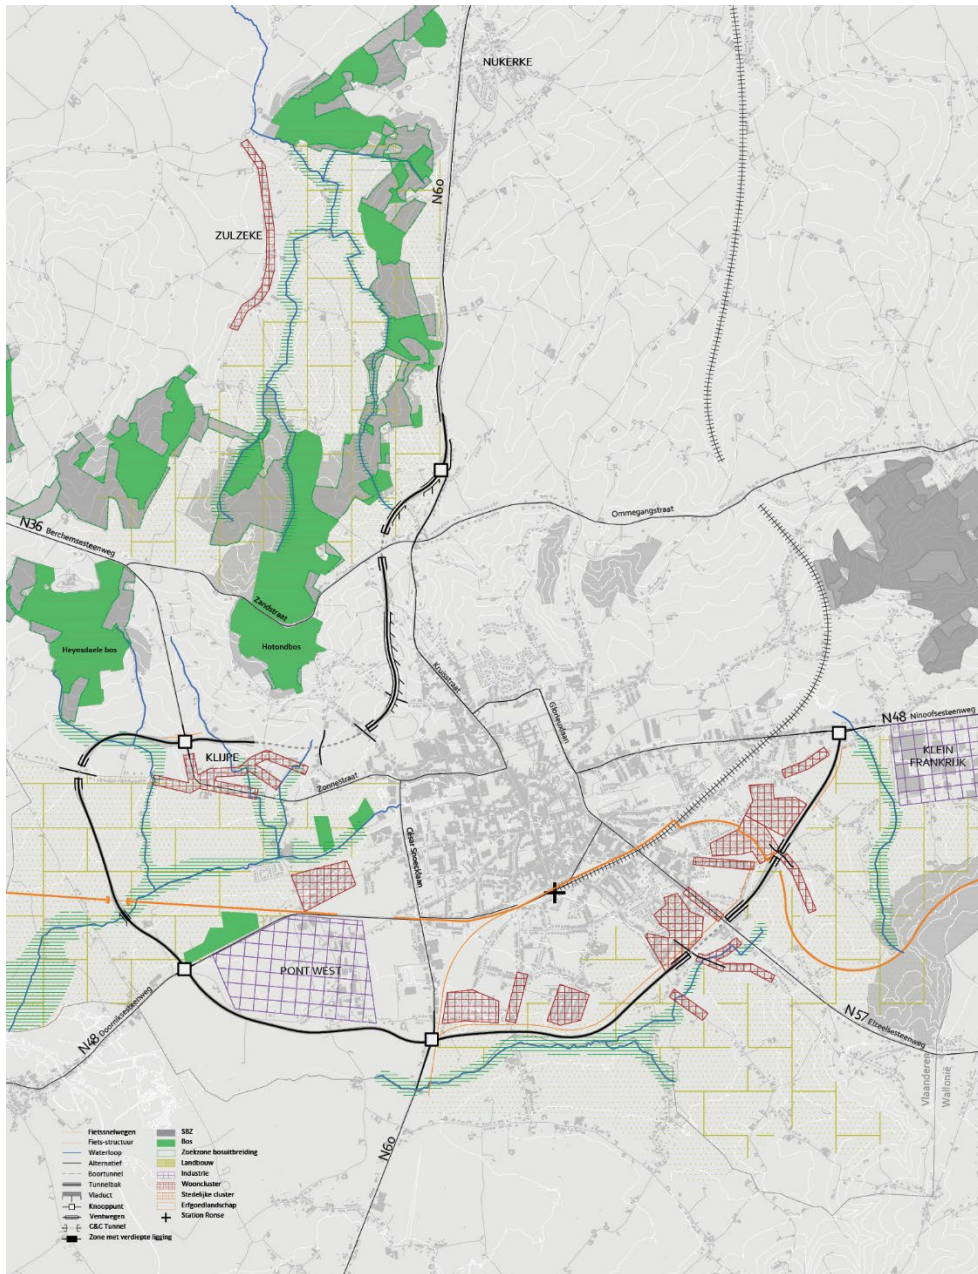 NUKERKE
N60
ZULZEKE
Ommegangstraat
N36 Berchemsesteenweg
Zandstraat
Heynsdaele bos
Hotondbos
Kruisstraat
Glorieuxlaan
N48 Ninoofsesteenweg
KLIJPE
KLEIN
FRANKRIJK
Zonnestraat
César Snoecklaan
PONT WEST
N48 Doorniksesteenweg
N57 Elzeelsesteenweg
Vlaanderen
Wallonië
N60
Fietssnelwegen
Fiets-structuur
Waterloop
Alternatief
Boortunnel
Tunnelbak
Viaduct
Knooppunt
Ventwegen
C&C Tunnel
Zone met verdiepte ligging
SBZ
Bos
Zoekzone bosuitbreiding
Landbouw
Industrie
Wooncluster
Stedelijke cluster
Erfgoedlandschap
Station Ronse